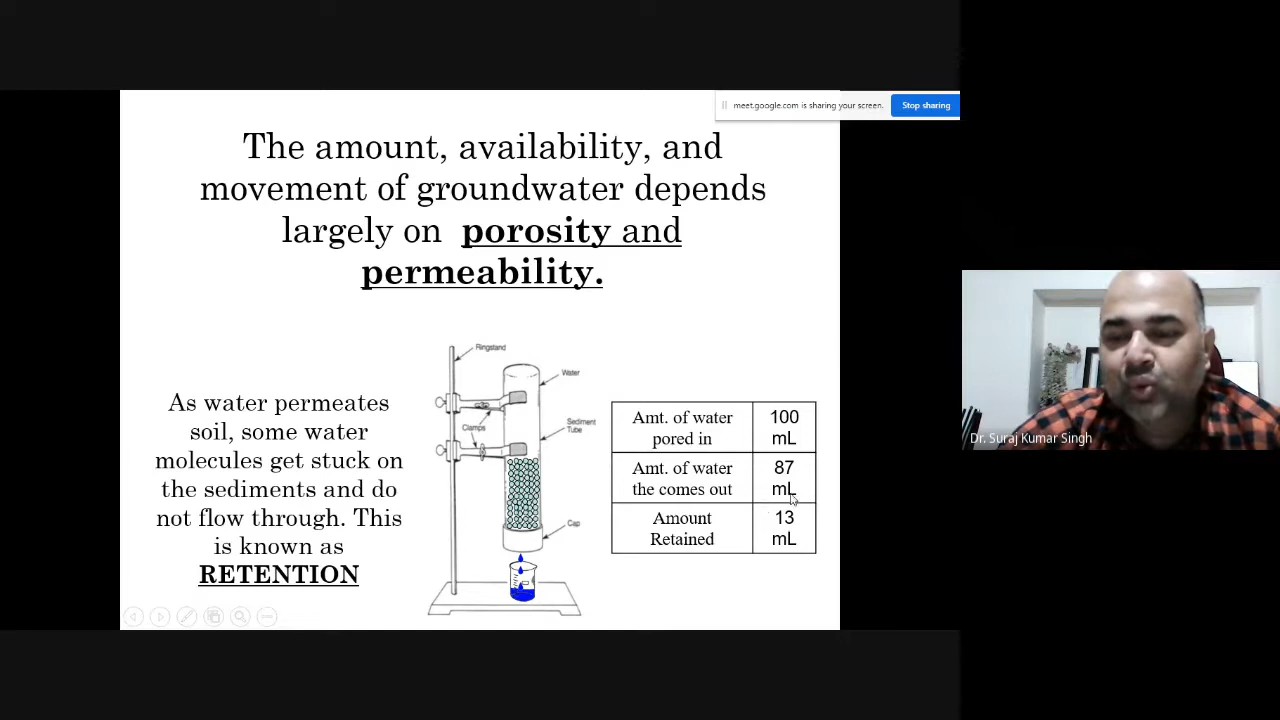 meet.google.com is sharing your screen.
Stop sharing
The amount, availability, and
movement of groundwater depends
largely on porosity and
permeability.
As water permeates
soil, some water
molecules get stuck on
the sediments and do
not flow through. This
is known as
RETENTION
Ringstand
Water
Clamps
Sediment
Tube
Cap
Amt. of water
pored in
100
mL
Amt. of water
the comes out
87
mL
Amount
Retained
13
mL
Dr. Suraj Kumar Singh